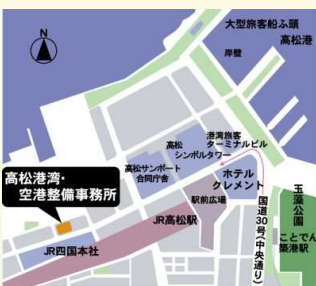 大型旅客船ふ頭
高松港
岸壁
N
港湾旅客
ターミナルビル
高松
シンボルタワー
高松サンポート
合同庁舎
ホテル
クレメント
高松港湾・
空港整備事務所
駅前広場
国道30号(中央通り)
玉藻公園
JR高松駅
ことでん
築港駅
JR四国本社